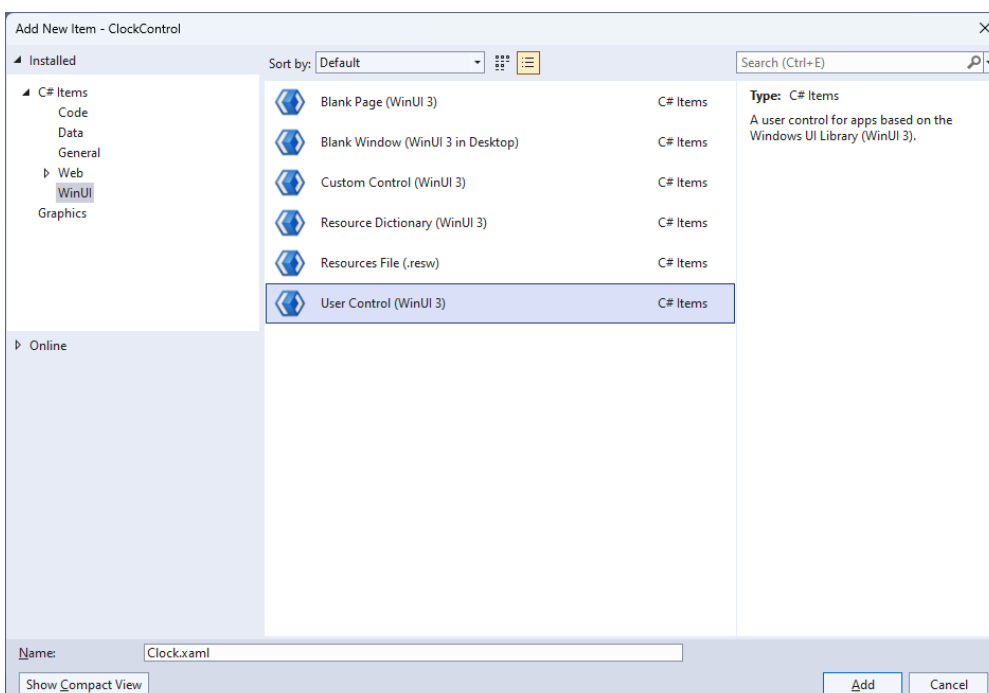 Add New Item - ClockControl
Installed
Sort by: Default
Search (Ctrl+E)
C# Items
Code
Data
General
Web
WinUI
Graphics
Online
Blank Page (WinUI 3) C# Items
Blank Window (WinUI 3 in Desktop) C# Items
Custom Control (WinUI 3) C# Items
Resource Dictionary (WinUI 3) C# Items
Resources File (.resw) C# Items
User Control (WinUI 3) C# Items
Type: C# Items
A user control for apps based on the
Windows UI Library (WinUI 3).
Name: Clock.xaml
Show Compact View
Add Cancel